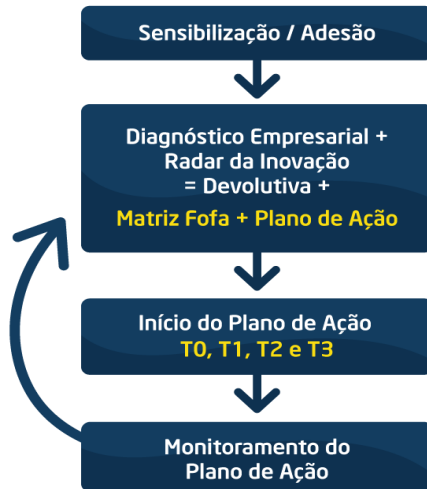 Sensibilização / Adesão
Diagnóstico Empresarial +
Radar da Inovação
= Devolutiva +
Matriz Fofa + Plano de Ação
Início do Plano de Ação
T0, T1, T2 e T3
Monitoramento do
Plano de Ação